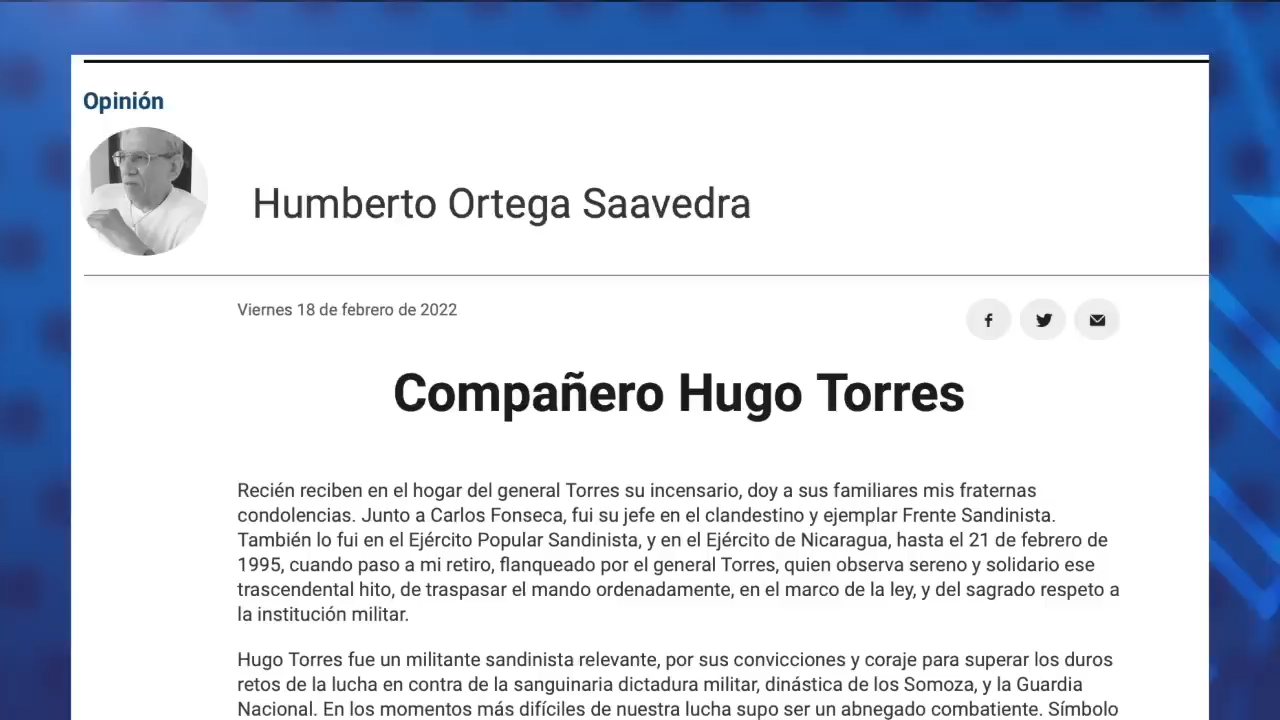 Opinión
Humberto Ortega Saavedra
Viernes 18 de febrero de 2022
Compañero Hugo Torres
Recién reciben en el hogar del general Torres su incensario, doy a sus familiares mis fraternas
condolencias. Junto a Carlos Fonseca, fui su jefe en el clandestino y ejemplar Frente Sandinista.
También lo fui en el Ejército Popular Sandinista, y en el Ejército de Nicaragua, hasta el 21 de febrero de
1995, cuando paso a mi retiro, flanqueado por el general Torres, quien observa sereno y solidario ese
trascendental hito, de traspasar el mando ordenadamente, en el marco de la ley, y del sagrado respeto a
la institución militar.
Hugo Torres fue un militante sandinista relevante, por sus convicciones y coraje para superar los duros
retos de la lucha en contra de la sanguinaria dictadura militar, dinástica de los Somoza, y la Guardia
Nacional. En los momentos más difíciles de nuestra lucha supo ser un abnegado combatiente. Símbolo